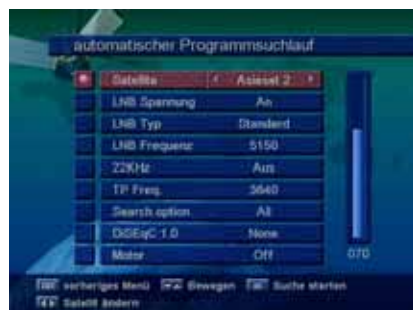 automatischer Programmsuchlauf
Satellite Asiasat 2
LNB Spannung An
LNB Typ Standard
LNB Frequenz 5150
22KHz Aus
TP Freq. 3640
Search option All
DiSEqC 1.0 None
Motor Off
070
vorheriges Menü Bewegen Suche starten
Satellit ändern